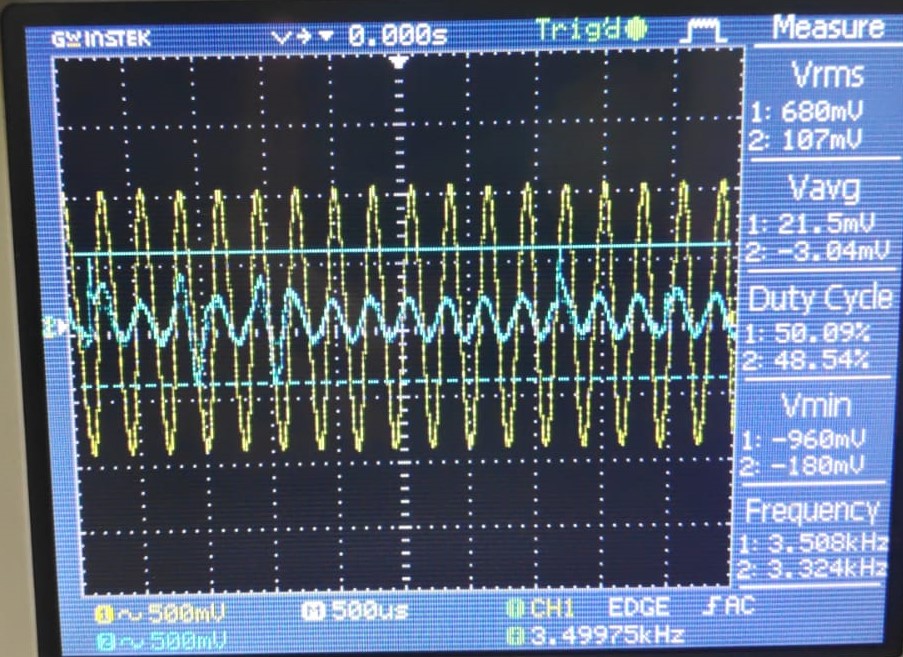 GWINSTEK 0.000s Trig'd Measure
Vrms
1: 680mV
2: 107mV
Vavg
1: 21.5mV
2: -3.04mV
Duty Cycle
1: 50.09%
2: 48.54%
Vmin
1: -960mV
2: -180mV
Frequency
1: 3.508kHz
2: 3.324kHz
1 500mV M 500us 1 CH1 EDGE AC
2 500mV 3.49975kHz